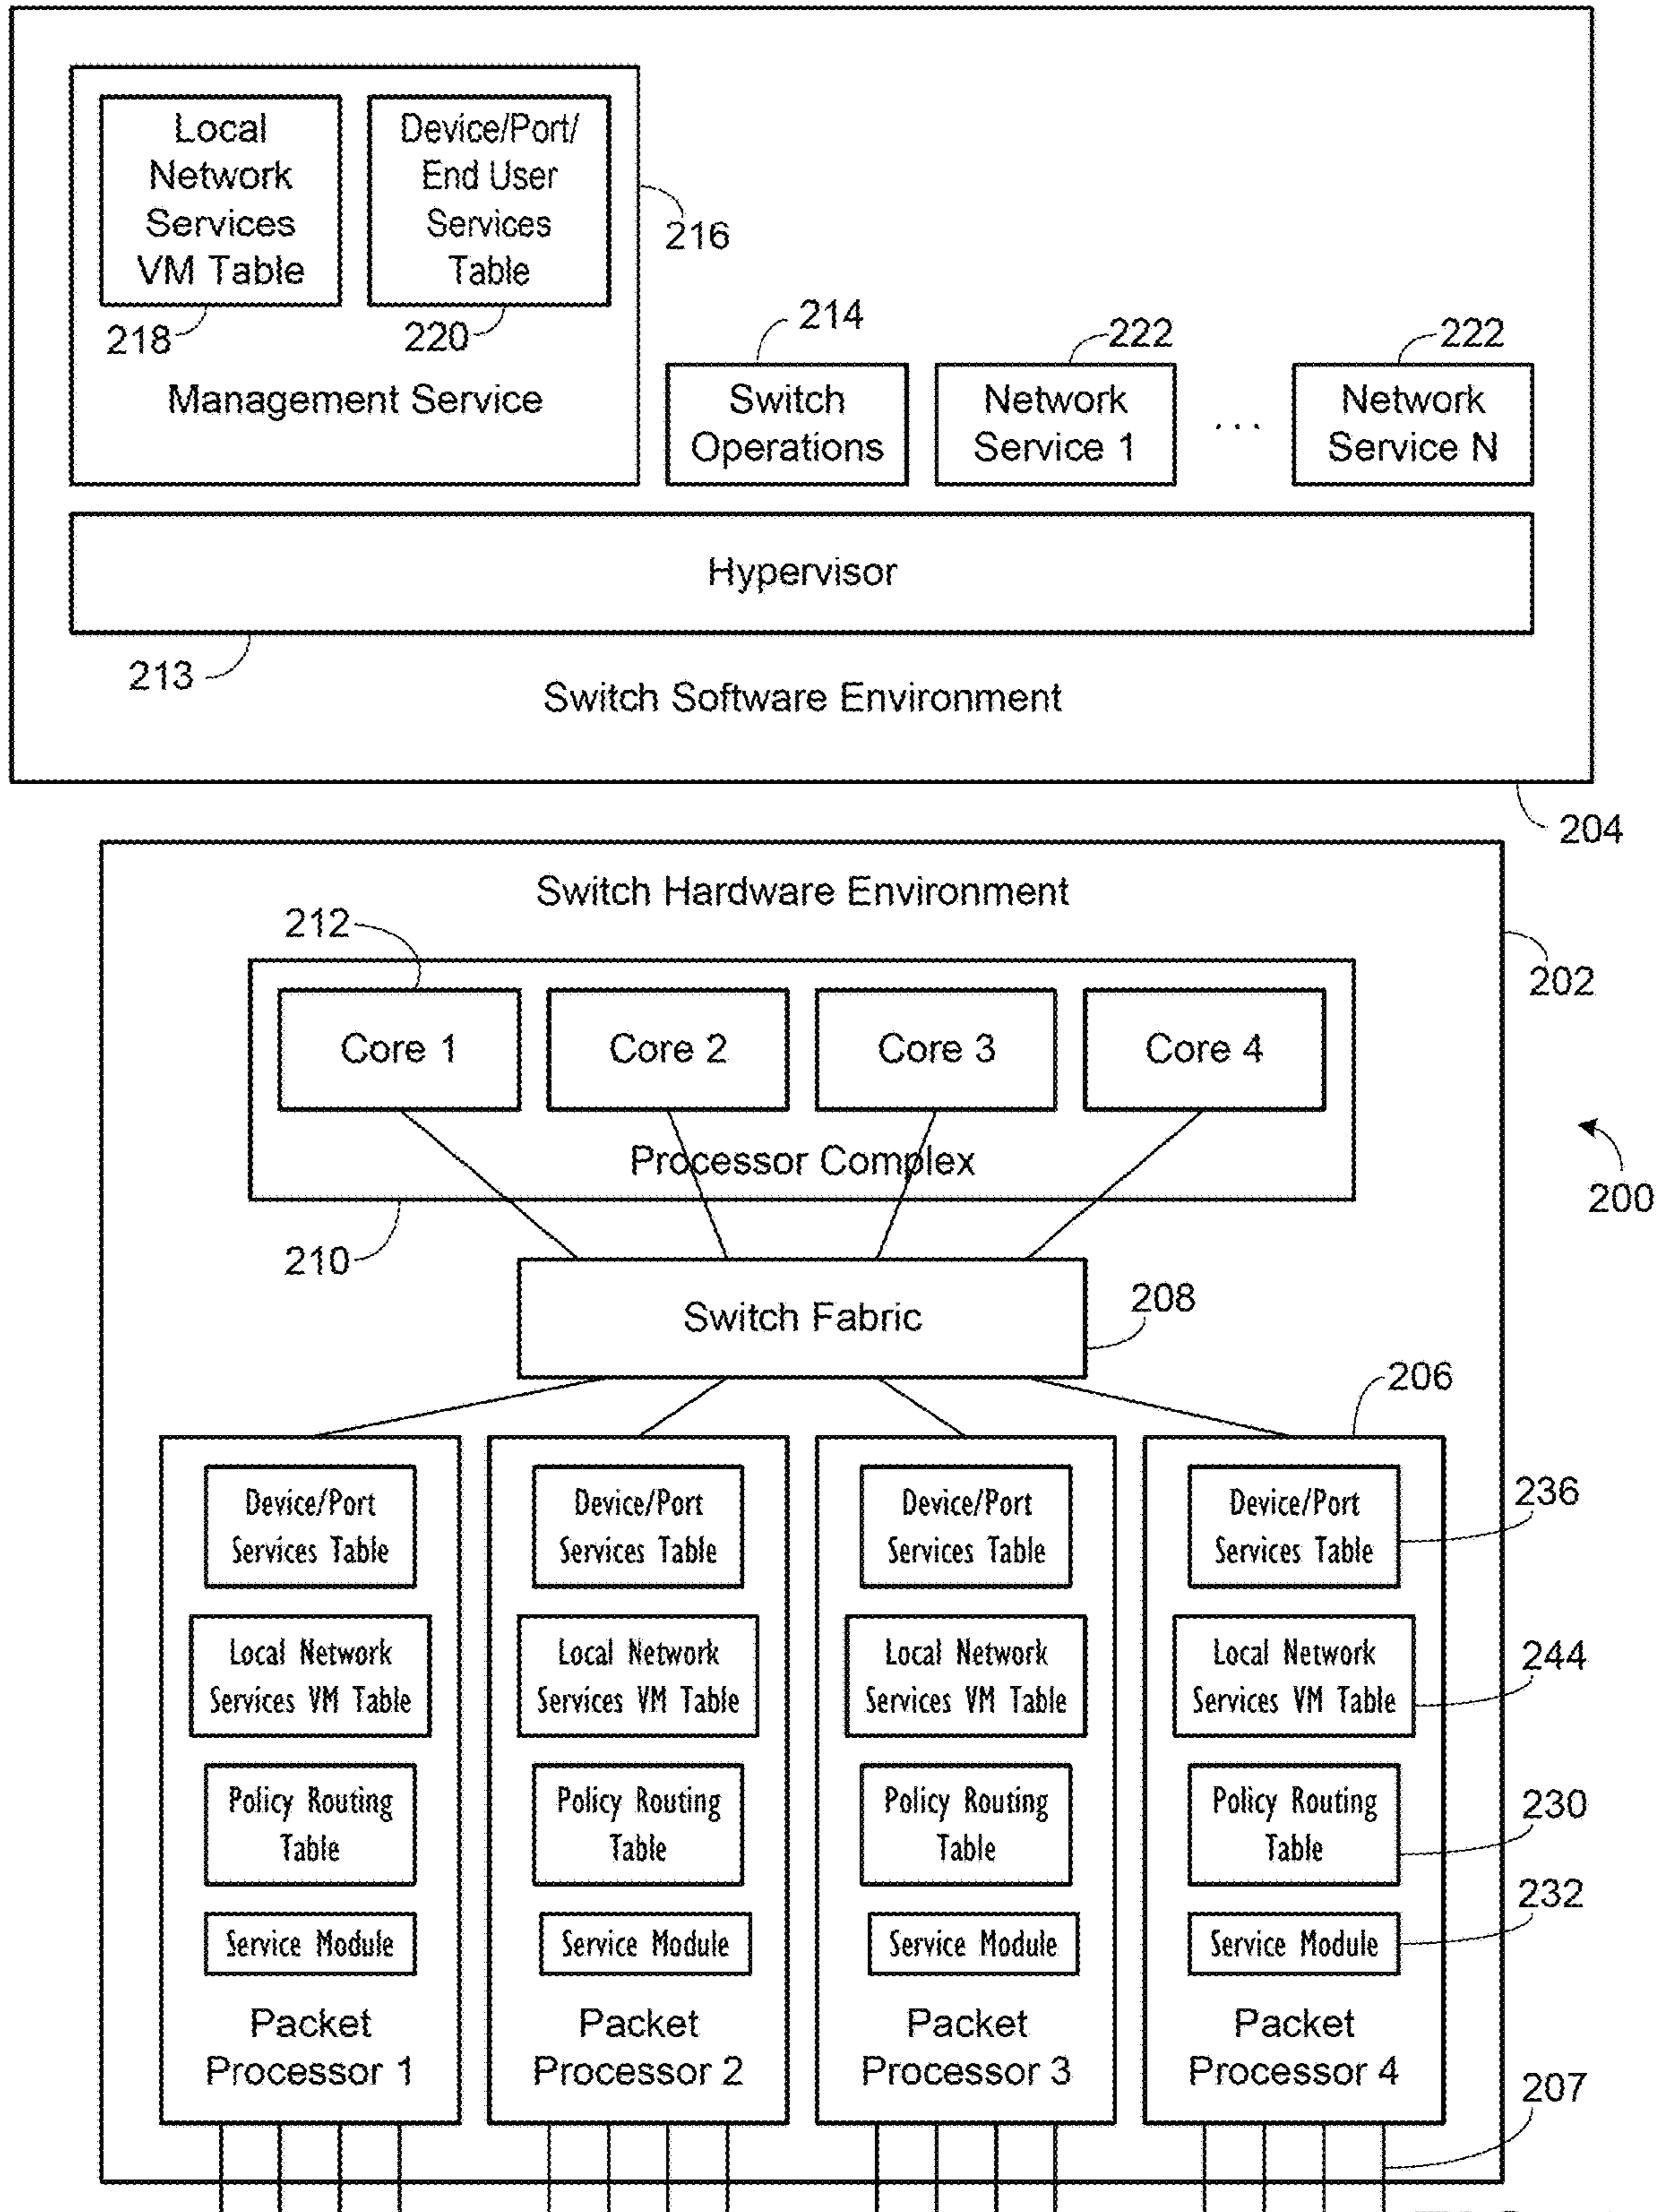 Local
Network
Services
VM Table
Device/Port/
End User
Services
Table
216
218
220
Management Service
214
Switch
Operations
222
Network
Service 1
. . .
222
Network
Service N
Hypervisor
213
Switch Software Environment
204
Switch Hardware Environment
212
202
Core 1
Core 2
Core 3
Core 4
Processor Complex
200
210
Switch Fabric
208
206
Device/Port
Services Table
Local Network
Services VM Table
Policy Routing
Table
Service Module
Packet
Processor 1
Device/Port
Services Table
Local Network
Services VM Table
Policy Routing
Table
Service Module
Packet
Processor 2
Device/Port
Services Table
Local Network
Services VM Table
Policy Routing
Table
Service Module
Packet
Processor 3
Device/Port
Services Table
Local Network
Services VM Table
Policy Routing
Table
Service Module
Packet
Processor 4
236
244
230
232
207